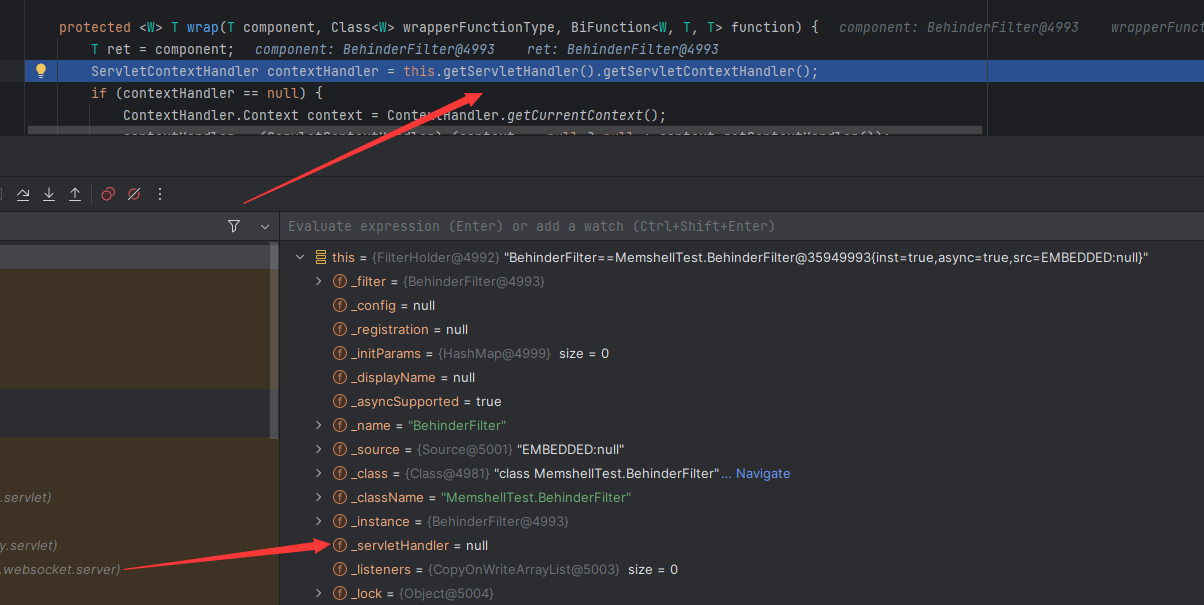 protected <W> T wrap(T component, Class<W> wrapperFunctionType, BiFunction<W, T, T> function) { component: BehinderFilter@4993 wrapperFunct
T ret = component; component: BehinderFilter@4993 ret: BehinderFilter@4993
ServletContextHandler contextHandler = this.getServletHandler().getServletContextHandler();
if (contextHandler == null) {
ContextHandler.Context context = ContextHandler.getCurrentContext();
Evaluate expression (Enter) or add a watch (Ctrl+Shift+Enter)
this = {FilterHolder@4992} "BehinderFilter==MemshellTest.BehinderFilter@35949993{inst=true,async=true,src=EMBEDDED:null}"
_filter = {BehinderFilter@4993}
_config = null
_registration = null
_initParams = {HashMap@4999} size = 0
_displayName = null
_asyncSupported = true
_name = "BehinderFilter"
_source = {Source@5001} "EMBEDDED:null"
_class = {Class@4981} "class MemshellTest.BehinderFilter"... Navigate
.servlet) _className = "MemshellTest.BehinderFilter"
_instance = {BehinderFilter@4993}
y.servlet) _servletHandler = null
.websocket.server) _listeners = {CopyOnWriteArrayList@5003} size = 0
_lock = {Object@5004}